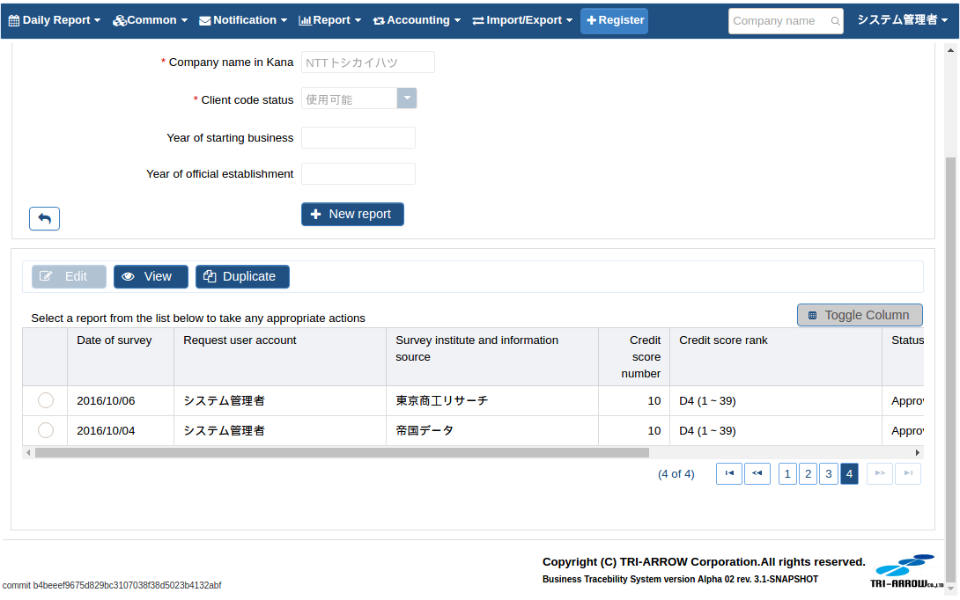 Daily Report Common Notification Report Accounting Import/Export Register Company name システム管理者
* Company name in Kana NTTトシカイハツ
* Client code status 使用可能
Year of starting business
Year of official establishment
New report
Edit View Duplicate
Select a report from the list below to take any appropriate actions
Toggle Column
Date of survey Request user account Survey institute and information source Credit score number Credit score rank Status
2016/10/06 システム管理者 東京商工リサーチ 10 D4 (1 ~ 39) Approv
2016/10/04 システム管理者 帝国データ 10 D4 (1 ~ 39) Approv
(4 of 4) 1 2 3 4
Copyright (C) TRI-ARROW Corporation.All rights reserved.
Business Tracebility System version Alpha 02 rev. 3.1-SNAPSHOT
TRI-ARROW Co.,LTD
commit b4beeef9675d829bc3107038f38d5023b4132abf